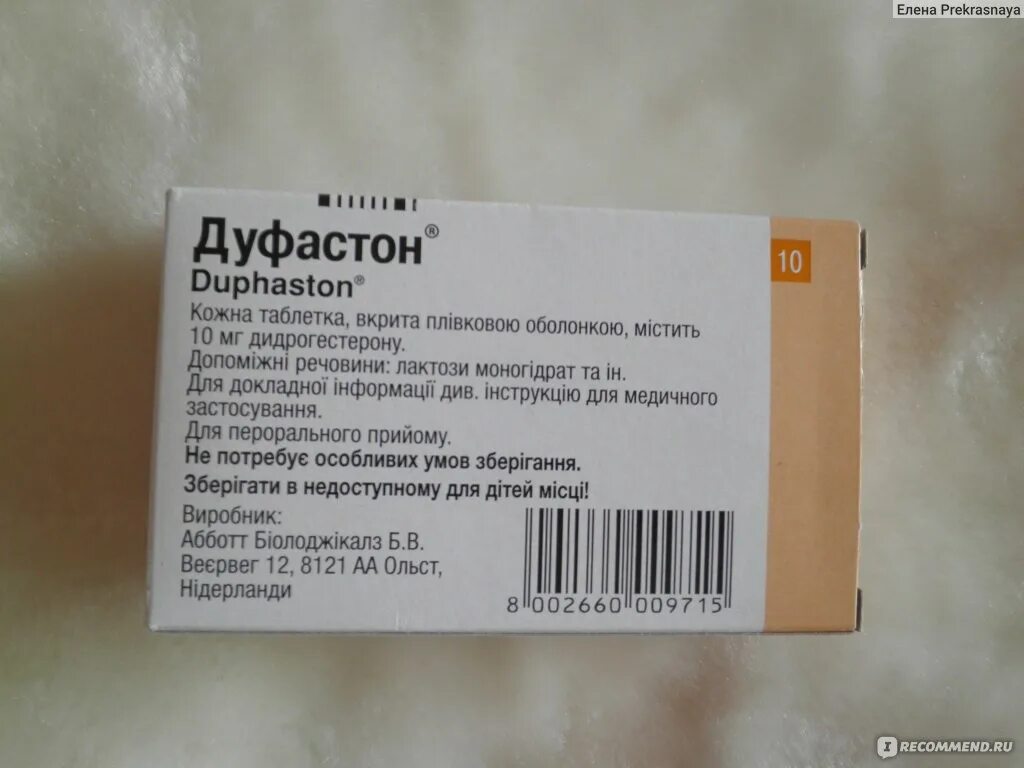 Елена Prekrasnaya
Дуфастон®
Duphaston®
10
Кожна таблетка, вкрита плівковою оболонкою, містить
10 мг дидрогестерону.
Допоміжні речовини: лактози моногідрат та ін.
Для докладної інформації див. інструкцію для медичного
застосування.
Для перорального прийому.
Не потребує особливих умов зберігання.
Зберігати в недоступному для дітей місці!
Виробник:
Абботт Біолоджікалз Б.В.
Веєрвег 12, 8121 АА Ольст,
Нідерланди
8 002660 009715
IRECOMMEND.RU